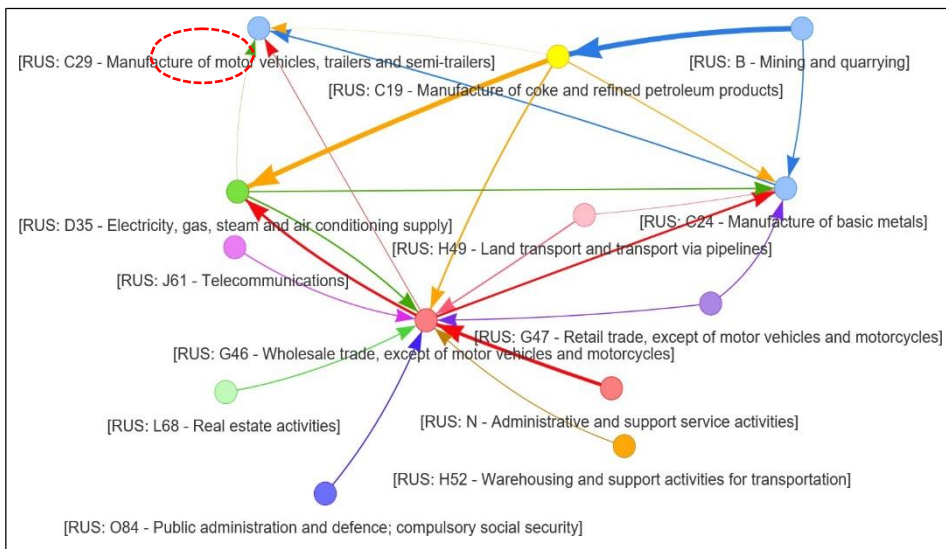 [RUS: C29 - Manufacture of motor vehicles, trailers and semi-trailers]
[RUS: B - Mining and quarrying]
[RUS: C19 - Manufacture of coke and refined petroleum products]
[RUS: D35 - Electricity, gas, steam and air conditioning supply]
[RUS: C24 - Manufacture of basic metals]
[RUS: H49 - Land transport and transport via pipelines]
[RUS: J61 - Telecommunications]
[RUS: G47 - Retail trade, except of motor vehicles and motorcycles]
[RUS: G46 - Wholesale trade, except of motor vehicles and motorcycles]
[RUS: L68 - Real estate activities]
[RUS: N - Administrative and support service activities]
[RUS: H52 - Warehousing and support activities for transportation]
[RUS: O84 - Public administration and defence; compulsory social security]